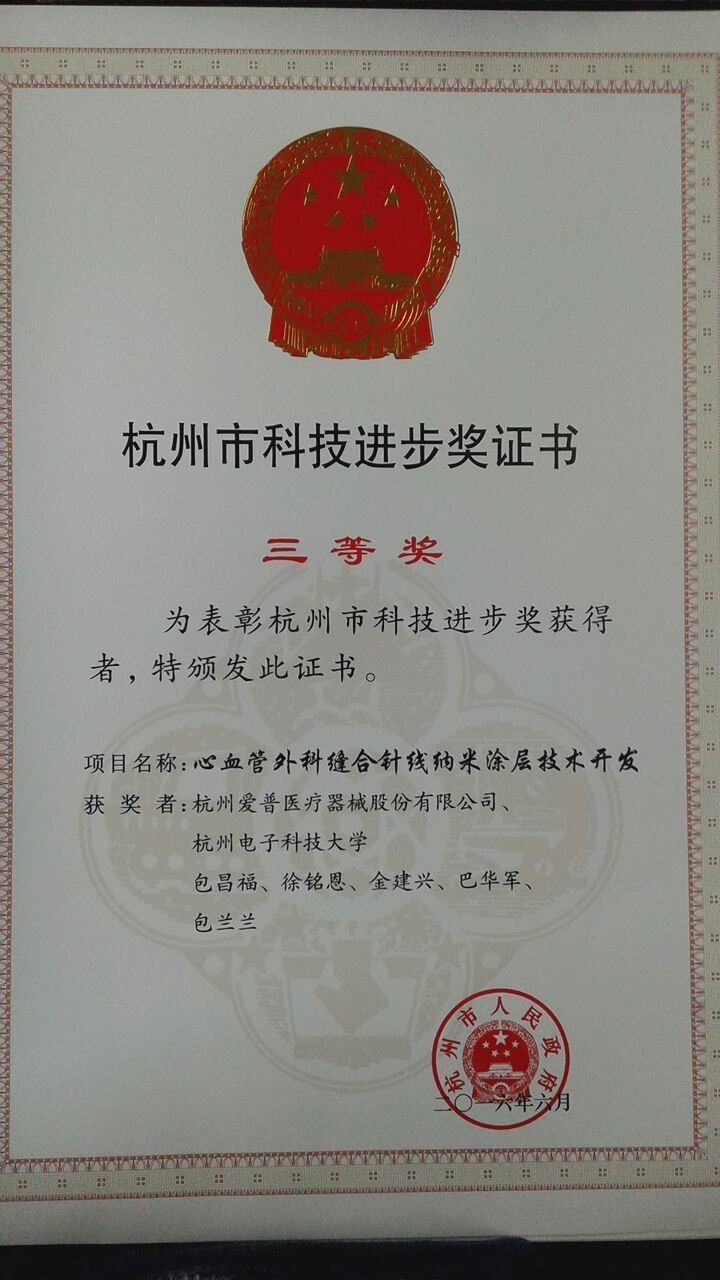 杭州市科技进步奖证书
三等奖
为表彰杭州市科技进步奖获得
者，特颁发此证书。
项目名称：心血管外科缝合针线纳米涂层技术开发
获奖者：杭州爱普医疗器械股份有限公司、
杭州电子科技大学
包昌福、徐铭恩、金建兴、巴华军、
包兰兰
杭州市人民政府
二〇一六年六月